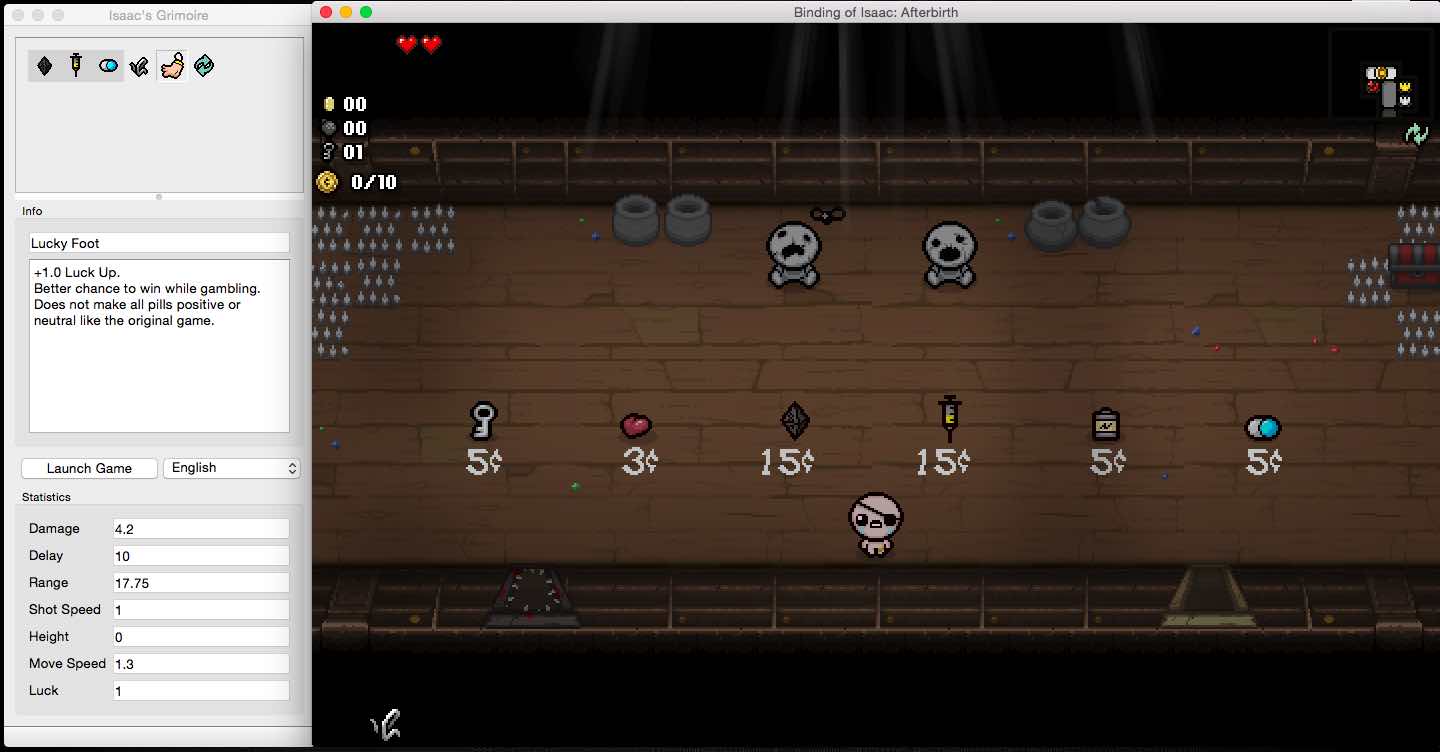 Isaac's Grimoire
Info
Lucky Foot
+1.0 Luck Up.
Better chance to win while gambling.
Does not make all pills positive or
neutral like the original game.
Launch Game
English
Statistics
Damage 4.2
Delay 10
Range 17.75
Shot Speed 1
Height 0
Move Speed 1.3
Luck 1
Binding of Isaac: Afterbirth
00
00
01
0/10
5¢ 3¢ 15¢ 15¢ 5¢ 5¢